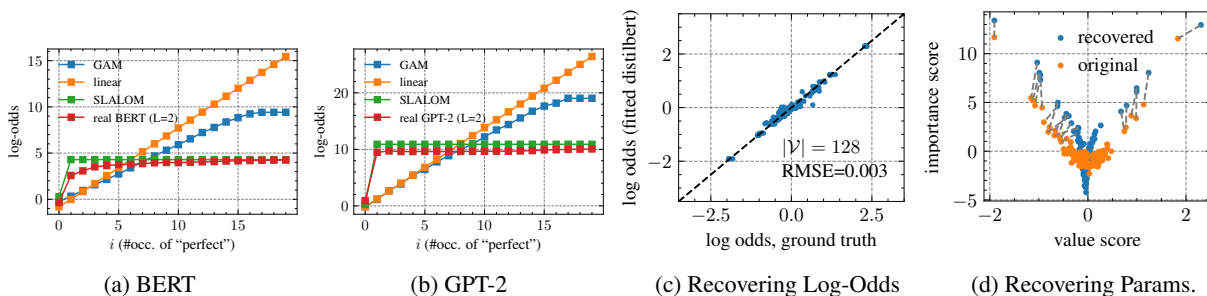 log-odds
15
10
5
0
GAM
linear
SLALOM
real BERT (L=2)
0
5
10
15
i (#occ. of “perfect”)
(a) BERT
log-odds
20
10
0
GAM
linear
SLALOM
real GPT-2 (L=2)
0
5
10
15
i (#occ. of “perfect”)
(b) GPT-2
log odds (fitted distilbert)
2
0
−2
|V| = 128
RMSE=0.003
−2.5
0.0
2.5
log odds, ground truth
(c) Recovering Log-Odds
importance score
10
5
0
−5
recovered
original
−2
0
2
value score
(d) Recovering Params.